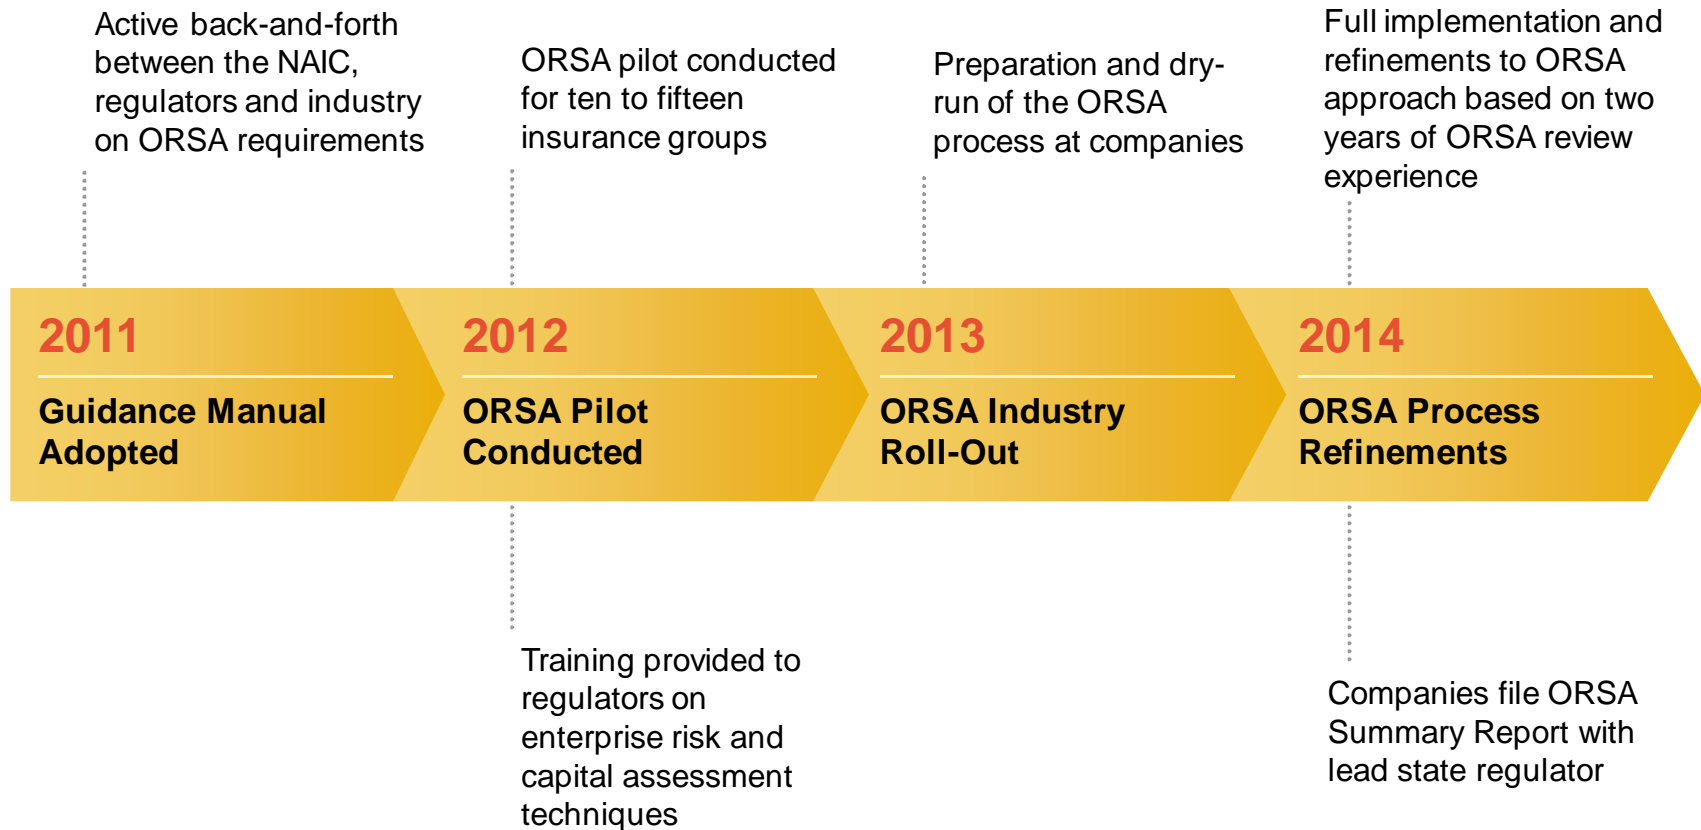 Active back-and-forth
between the NAIC,
regulators and industry
on ORSA requirements
ORSA pilot conducted
for ten to fifteen
insurance groups
Preparation and dry-
run of the ORSA
process at companies
Full implementation and
refinements to ORSA
approach based on two
years of ORSA review
experience
2011
Guidance Manual
Adopted
2012
ORSA Pilot
Conducted
2013
ORSA Industry
Roll-Out
2014
ORSA Process
Refinements
Training provided to
regulators on
enterprise risk and
capital assessment
techniques
Companies file ORSA
Summary Report with
lead state regulator